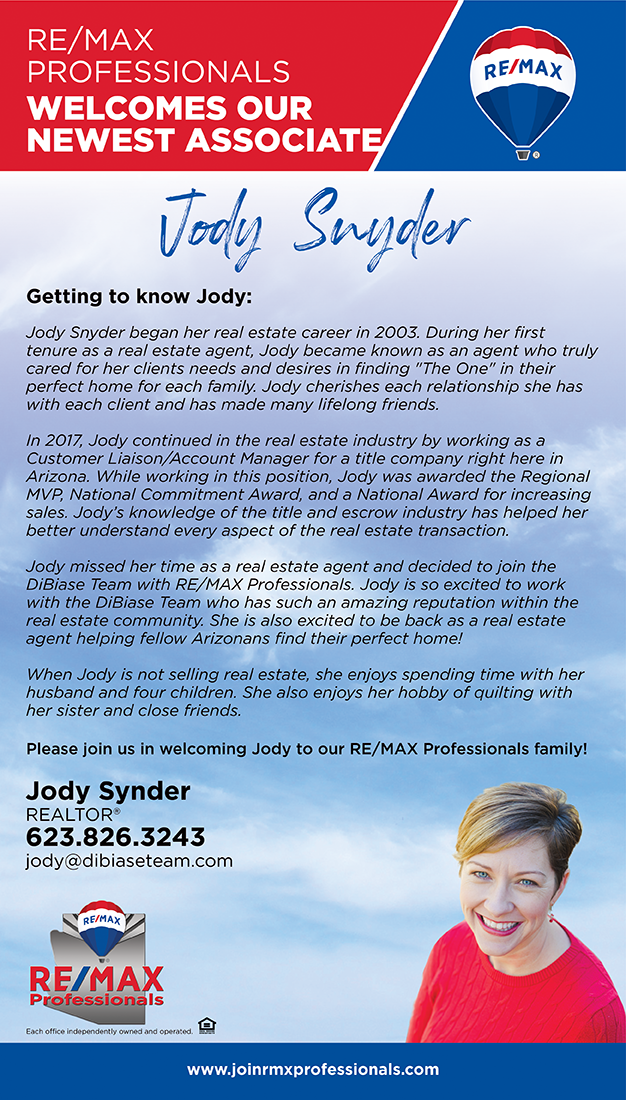 RE/MAX
PROFESSIONALS
WELCOMES OUR
NEWEST ASSOCIATE
RE/MAX
®
Jody Snyder
Getting to know Jody:
Jody Snyder began her real estate career in 2003. During her first
tenure as a real estate agent, Jody became known as an agent who truly
cared for her clients needs and desires in finding "The One" in their
perfect home for each family. Jody cherishes each relationship she has
with each client and has made many lifelong friends.
In 2017, Jody continued in the real estate industry by working as a
Customer Liaison/Account Manager for a title company right here in
Arizona. While working in this position, Jody was awarded the Regional
MVP, National Commitment Award, and a National Award for increasing
sales. Jody's knowledge of the title and escrow industry has helped her
better understand every aspect of the real estate transaction.
Jody missed her time as a real estate agent and decided to join the
DiBiase Team with RE/MAX Professionals. Jody is so excited to work
with the DiBiase Team who has such an amazing reputation within the
real estate community. She is also excited to be back as a real estate
agent helping fellow Arizonans find their perfect home!
When Jody is not selling real estate, she enjoys spending time with her
husband and four children. She also enjoys her hobby of quilting with
her sister and close friends.
Please join us in welcoming Jody to our RE/MAX Professionals family!
Jody Synder
REALTOR®
623.826.3243
jody@dibiaseteam.com
RE/MAX
RE/MAX
Professionals
Each office independently owned and operated.
www.joinrmxprofessionals.com